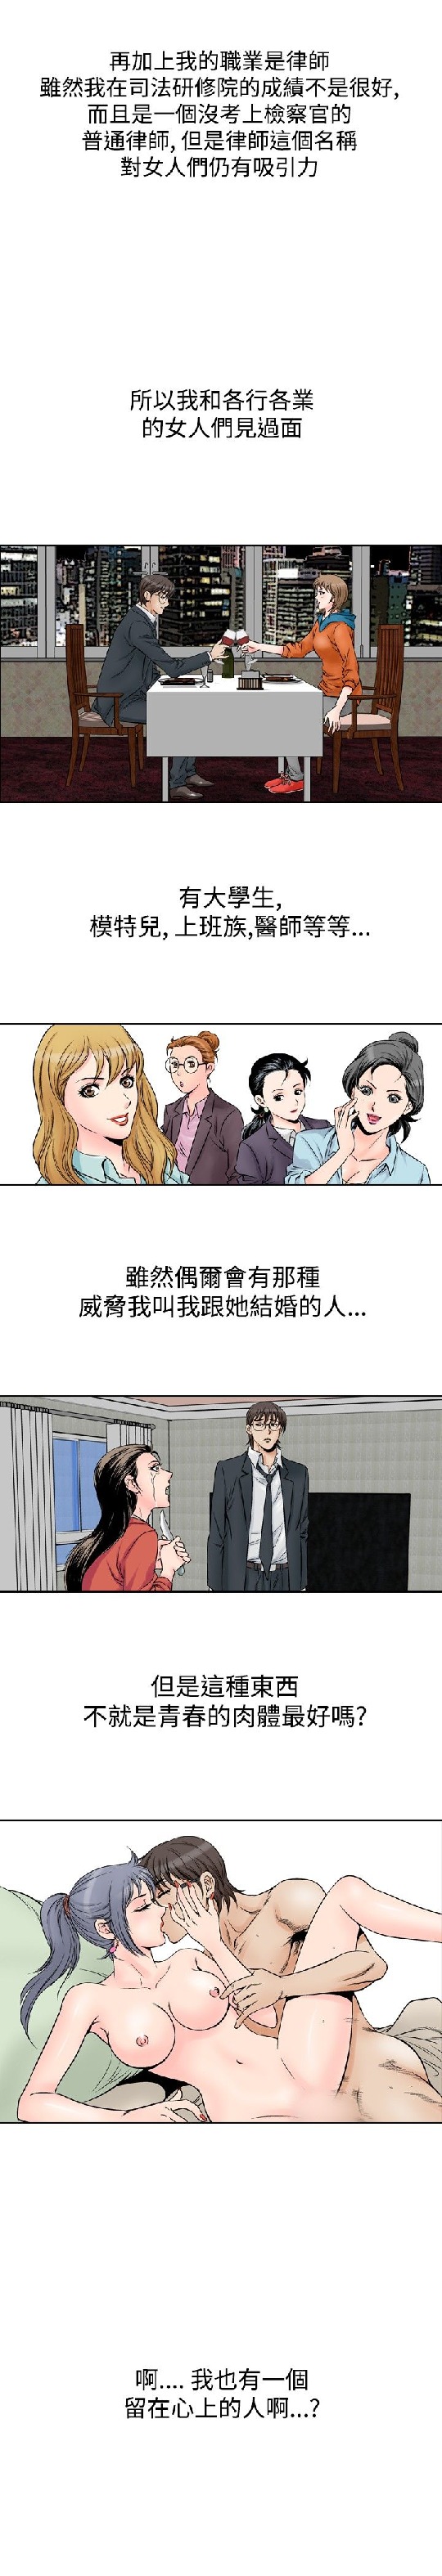 再加上我的職業是律師
雖然我在司法研修院的成績不是很好,
而且是一個沒考上檢察官的
普通律師, 但是律師這個名稱
對女人們仍有吸引力
所以我和各行各業
的女人們見過面
有大學生,
模特兒, 上班族,醫師等等...
雖然偶爾會有那種
威脅我叫我跟她結婚的人...
但是這種東西
不就是青春的肉體最好嗎?
啊.... 我也有一個
留在心上的人啊...?